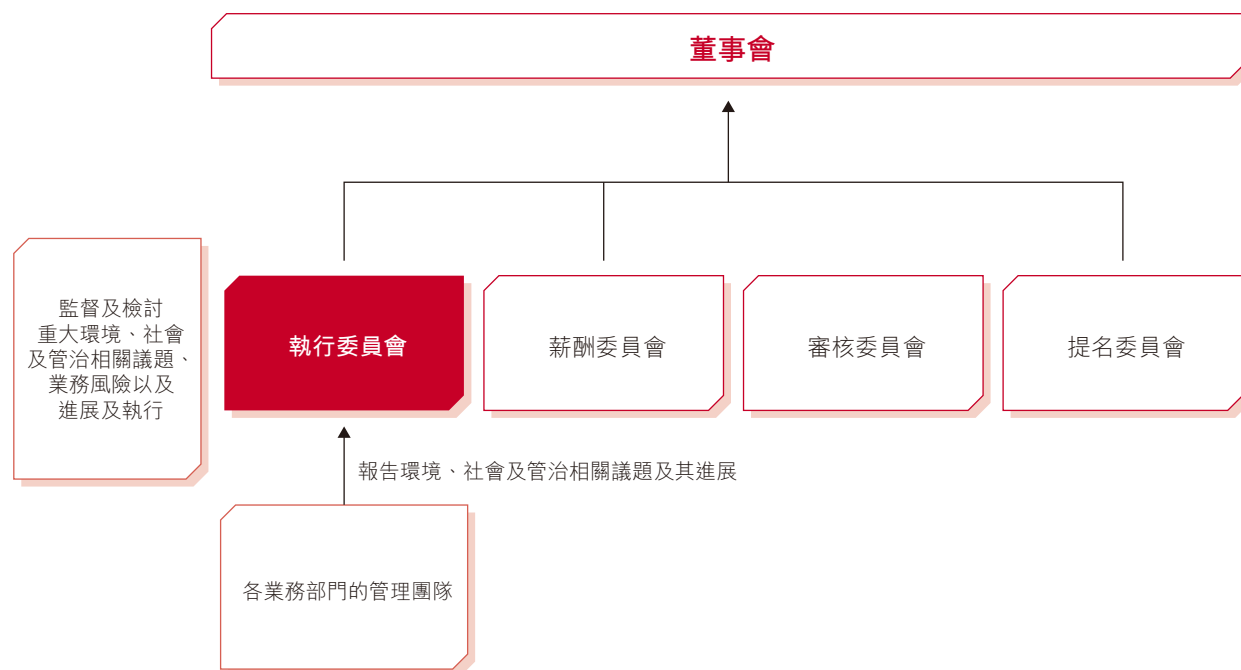 董事會
監督及檢討
重大環境、社會
及管治相關議題、
業務風險以及
進展及執行
執行委員會
薪酬委員會
審核委員會
提名委員會
報告環境、社會及管治相關議題及其進展
各業務部門的管理團隊